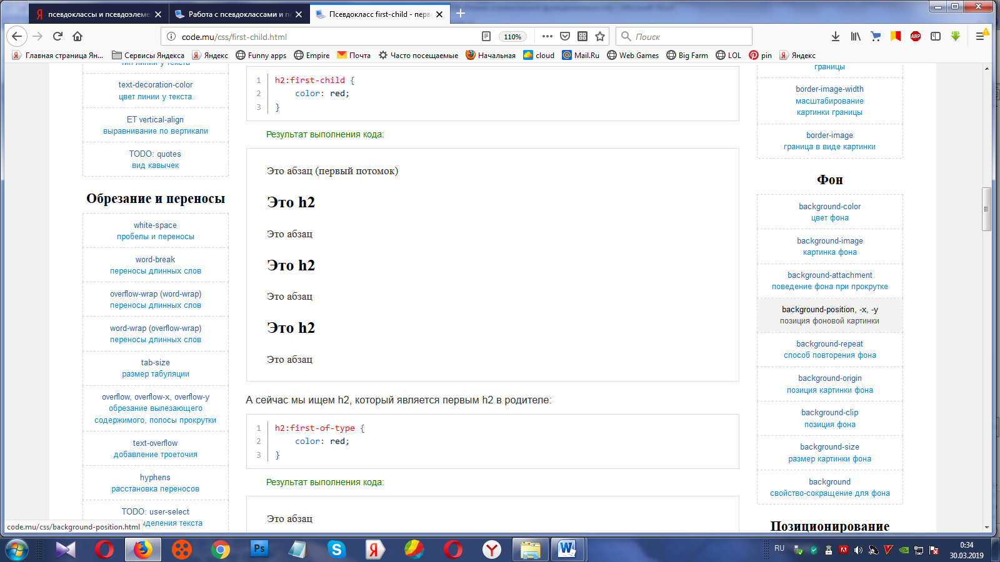 псевдоклассы и псевдоэлеме
Работа с псевдоклассами и по
Псевдокласс first-child - перв
code.mu/css/first-child.html
110%
Поиск
Главная страница Ян...
Сервисы Яндекса
Яндекс
Funny apps
Empire
Почта
Часто посещаемые
Начальная
cloud
Mail.Ru
Web Games
Big Farm
LOL
pin
Яндекс
тип линии у текста
text-decoration-color
цвет линии у текста
ET vertical-align
выравнивание по вертикали
TODO: quotes
вид кавычек
Обрезание и переносы
white-space
пробелы и переносы
word-break
переносы длинных слов
overflow-wrap (word-wrap)
переносы длинных слов
word-wrap (overflow-wrap)
переносы длинных слов
tab-size
размер табуляции
overflow, overflow-x, overflow-y
обрезание вылезающего
содержимого, полосы прокрутки
text-overflow
добавление троеточия
hyphens
расстановка переносов
TODO: user-select
ыделения текста
code.mu/css/background-position.html
1 h2:first-child {
2 color: red;
3 }
Результат выполнения кода:
Это абзац (первый потомок)
Это h2
Это абзац
Это h2
Это абзац
Это h2
Это абзац
А сейчас мы ищем h2, который является первым h2 в родителе:
1 h2:first-of-type {
2 color: red;
3 }
Результат выполнения кода:
Это абзац
границы
border-image-width
масштабирование
картинки границы
border-image
граница в виде картинки
Фон
background-color
цвет фона
background-image
картинка фона
background-attachment
поведение фона при прокрутке
background-position, -x, -y
позиция фоновой картинки
background-repeat
способ повторения фона
background-origin
позиция картинки фона
background-clip
позиция фона
background-size
размер картинки фона
background
свойство-сокращение для фона
Позиционирование
RU
0:34
30.03.2019